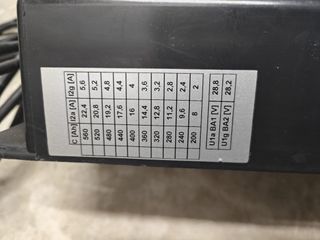 C [Ah] I2a [A] I2g [A]
560 22,4 5,6
520 20,8 5,2
480 19,2 4,8
440 17,6 4,4
400 16 4
360 14,4 3,6
320 12,8 3,2
280 11,2 2,8
240 9,6 2,4
200 8 2
U1a BA1 [V] 28,8
U1g BA2 [V] 28,2